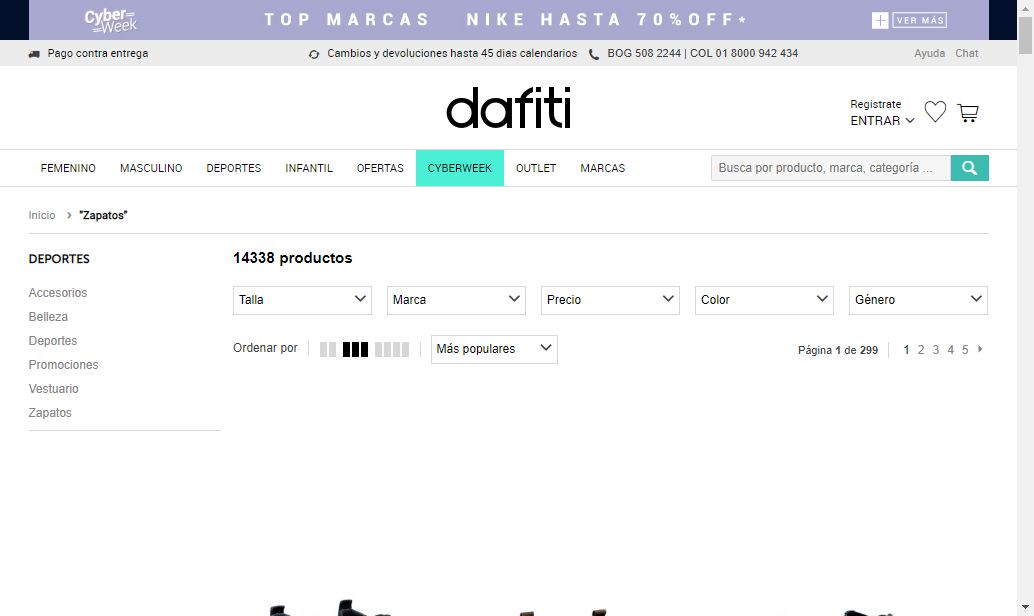 Cyber Week
TOP MARCAS NIKE HASTA 70%OFF*
VER MÁS
Pago contra entrega
Cambios y devoluciones hasta 45 dias calendarios
BOG 508 2244 | COL 01 8000 942 434
Ayuda Chat
dafiti
Registrate
ENTRAR
FEMENINO MASCULINO DEPORTES INFANTIL OFERTAS CYBERWEEK OUTLET MARCAS
Busca por producto, marca, categoría ...
Inicio > "Zapatos"
DEPORTES
Accesorios
Belleza
Deportes
Promociones
Vestuario
Zapatos
14338 productos
Talla Marca Precio Color Género
Ordenar por Más populares
Página 1 de 299 1 2 3 4 5